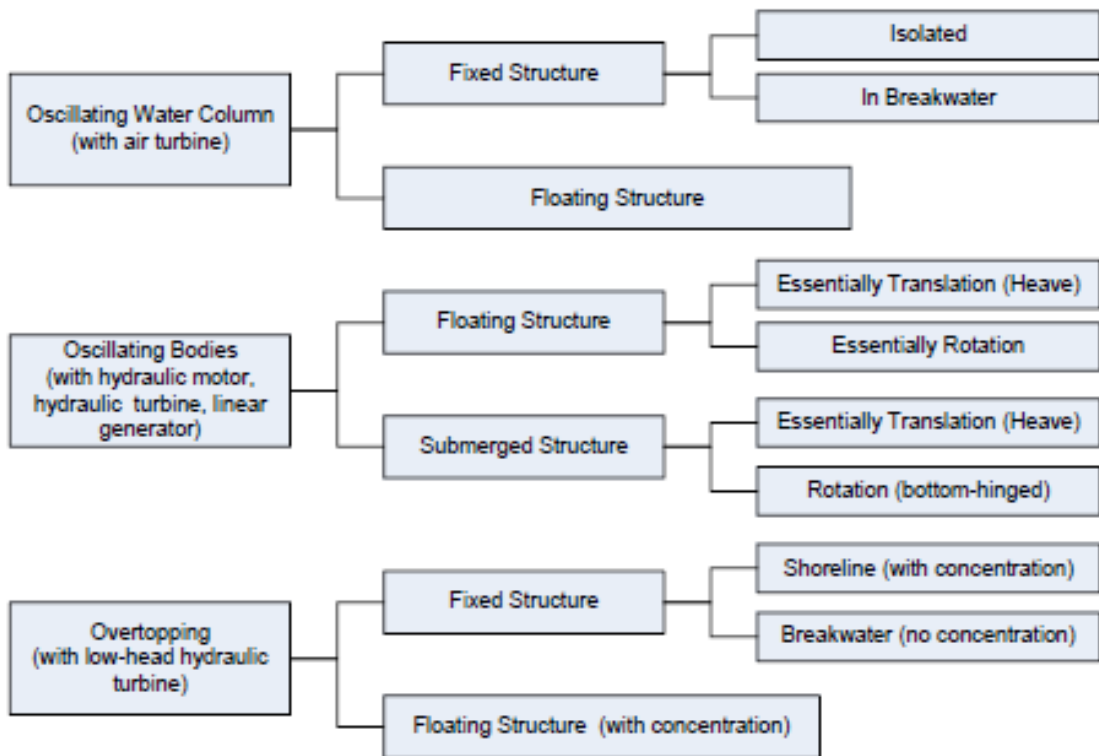 Oscillating Water Column
(with air turbine)
Fixed Structure
Isolated
In Breakwater
Floating Structure
Oscillating Bodies
(with hydraulic motor,
hydraulic turbine, linear
generator)
Floating Structure
Essentially Translation (Heave)
Essentially Rotation
Submerged Structure
Essentially Translation (Heave)
Rotation (bottom-hinged)
Overtopping
(with low-head hydraulic
turbine)
Fixed Structure
Shoreline (with concentration)
Breakwater (no concentration)
Floating Structure (with concentration)